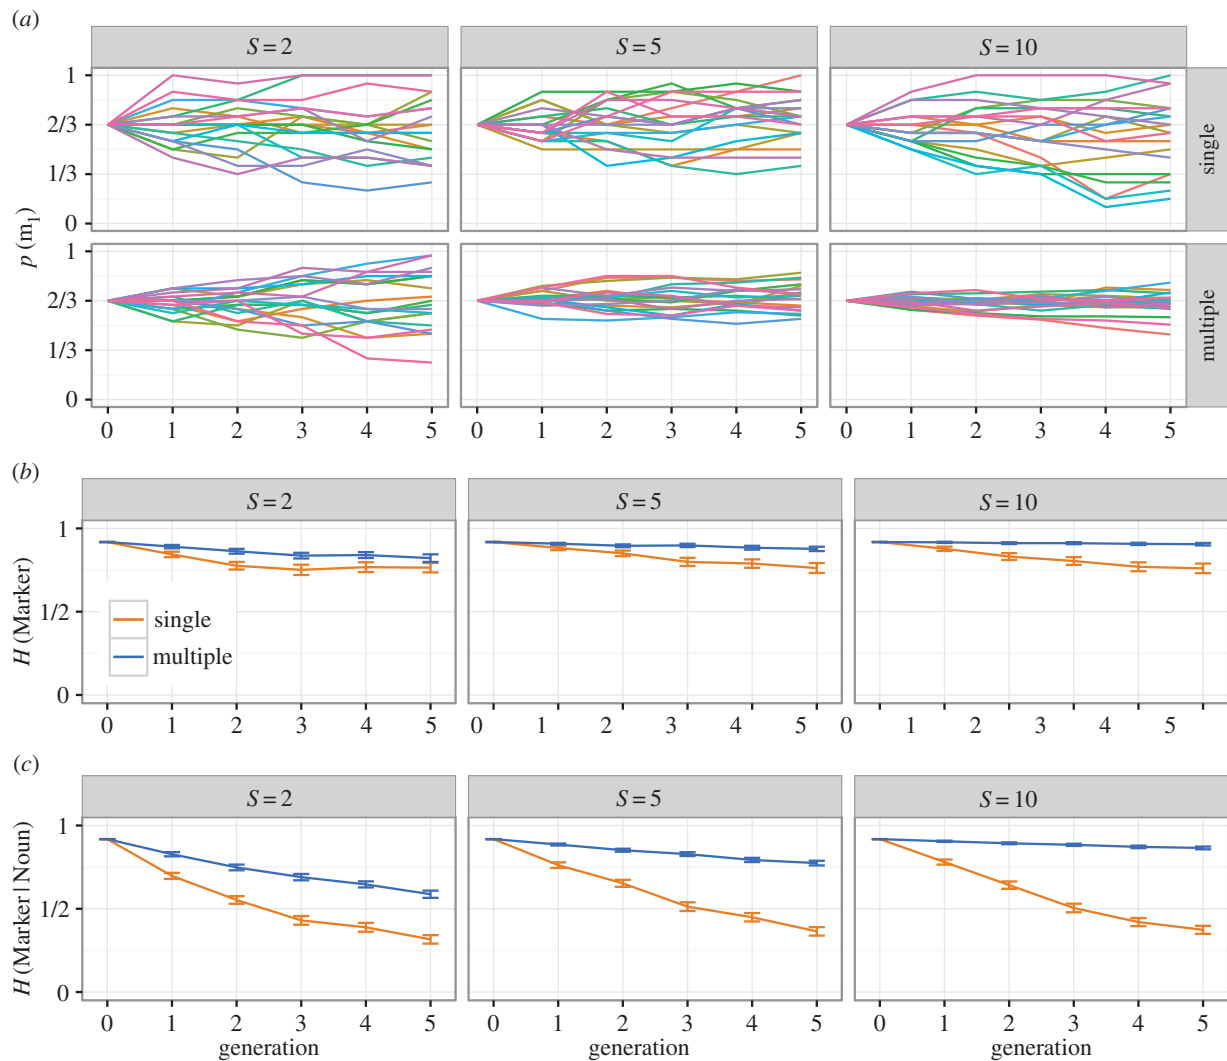 (a)
S = 2 S = 5 S = 10
1
2/3
1/3
0
single
p (m1)
1
2/3
1/3
0
multiple
0 1 2 3 4 5 0 1 2 3 4 5 0 1 2 3 4 5
(b)
S = 2 S = 5 S = 10
1
1/2
0
H (Marker)
single
multiple
0 1 2 3 4 5 0 1 2 3 4 5 0 1 2 3 4 5
(c)
S = 2 S = 5 S = 10
1
1/2
0
H (Marker | Noun)
0 1 2 3 4 5 0 1 2 3 4 5 0 1 2 3 4 5
generation generation generation